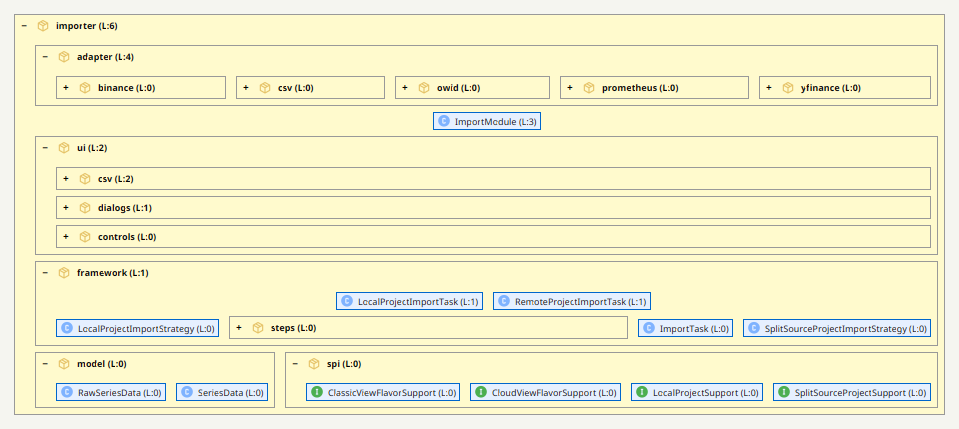 − importer (L:6)
− adapter (L:4)
+ binance (L:0) + csv (L:0) + owid (L:0) + prometheus (L:0) + yfinance (L:0)
C ImportModule (L:3)
− ui (L:2)
+ csv (L:2)
+ dialogs (L:1)
+ controls (L:0)
− framework (L:1)
C LocalProjectImportTask (L:1) C RemoteProjectImportTask (L:1)
C LocalProjectImportStrategy (L:0) + steps (L:0) C ImportTask (L:0) C SplitSourceProjectImportStrategy (L:0)
− model (L:0) − spi (L:0)
C RawSeriesData (L:0) C SeriesData (L:0) I ClassicViewFlavorSupport (L:0) I CloudViewFlavorSupport (L:0) I LocalProjectSupport (L:0) I SplitSourceProjectSupport (L:0)